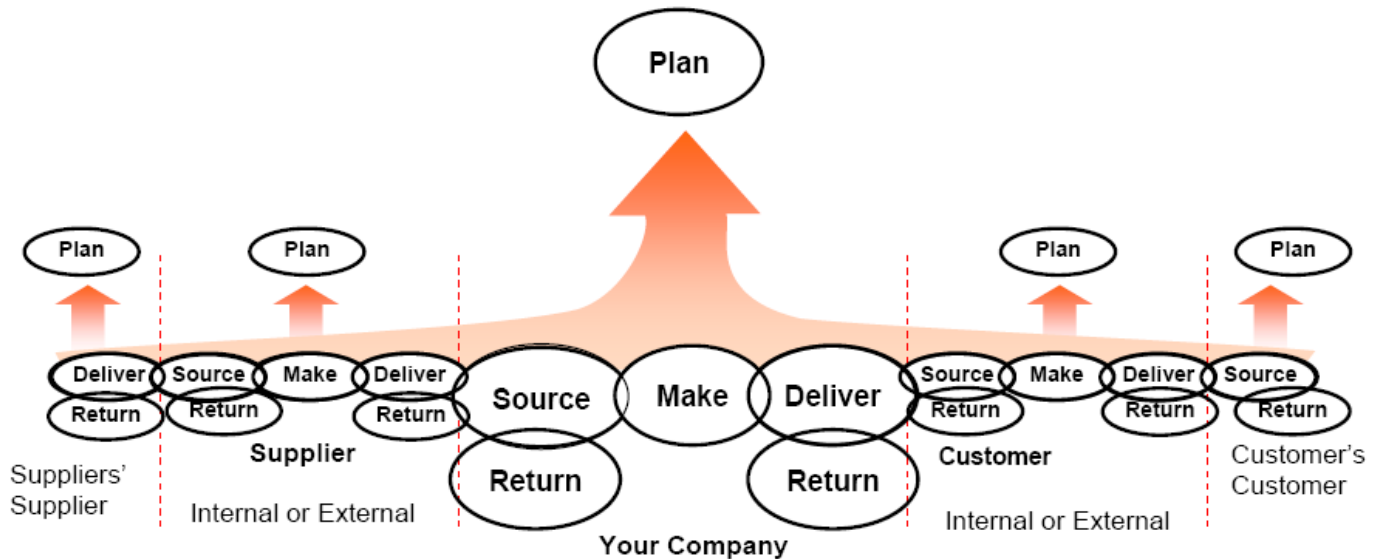 Plan
Plan
Plan
Plan
Plan
Deliver
Source
Make
Deliver
Source
Make
Deliver
Source
Make
Deliver
Source
Return
Return
Return
Return
Return
Return
Return
Return
Suppliers'
Supplier
Supplier
Internal or External
Your Company
Customer
Internal or External
Customer's
Customer